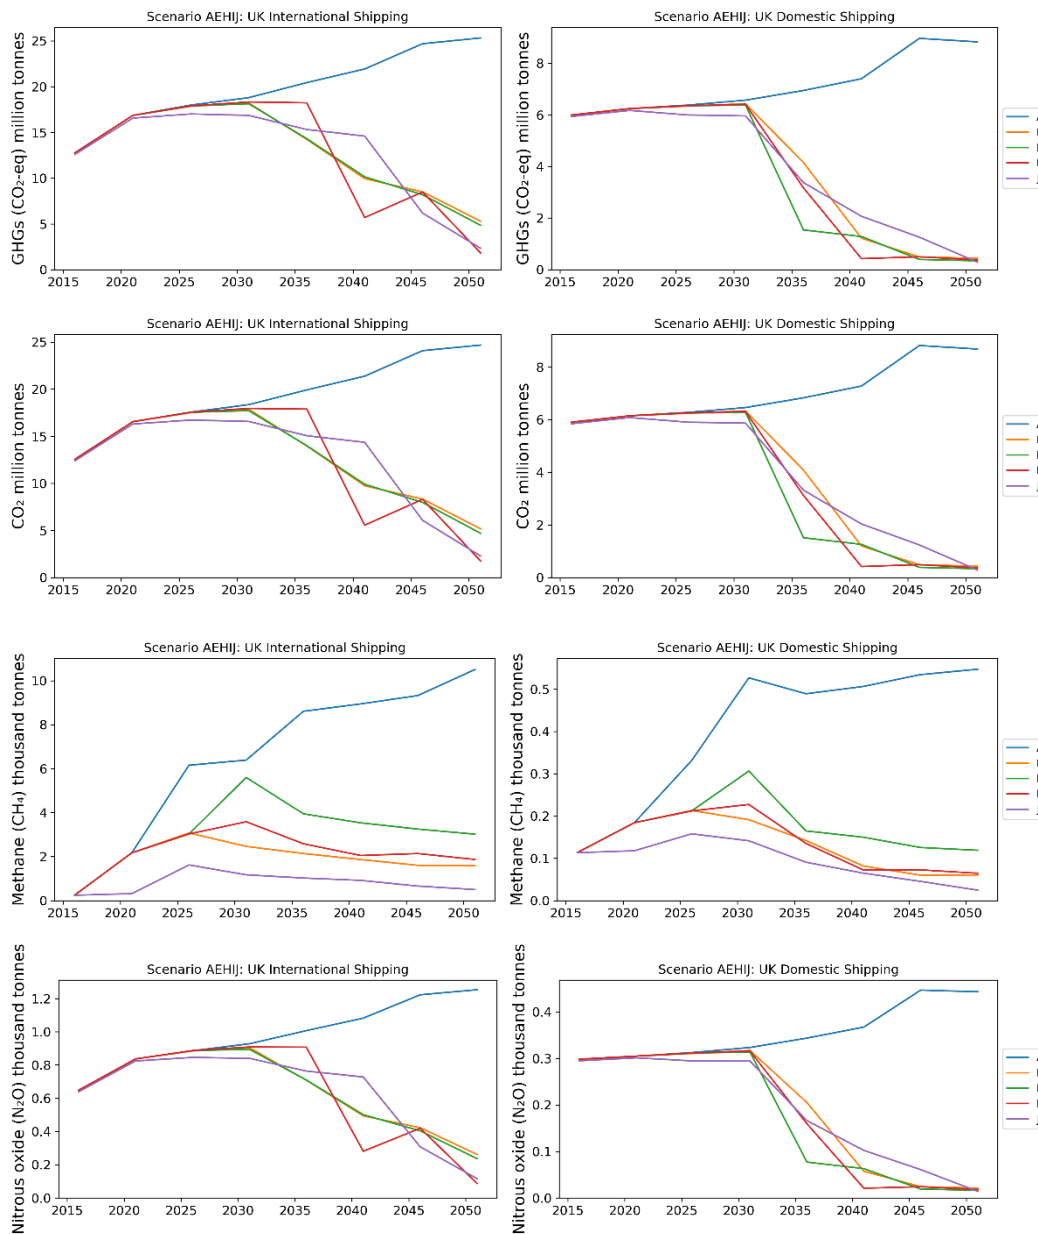 Scenario AEHIJ: UK International Shipping
GHGs (CO₂-eq) million tonnes
25
20
15
10
5
0
2015 2020 2025 2030 2035 2040 2045 2050
Scenario AEHIJ: UK Domestic Shipping
GHGs (CO₂-eq) million tonnes
8
6
4
2
0
2015 2020 2025 2030 2035 2040 2045 2050
Scenario AEHIJ: UK International Shipping
CO₂ million tonnes
25
20
15
10
5
0
2015 2020 2025 2030 2035 2040 2045 2050
Scenario AEHIJ: UK Domestic Shipping
CO₂ million tonnes
8
6
4
2
0
2015 2020 2025 2030 2035 2040 2045 2050
Scenario AEHIJ: UK International Shipping
Methane (CH₄) thousand tonnes
10
8
6
4
2
0
2015 2020 2025 2030 2035 2040 2045 2050
Scenario AEHIJ: UK Domestic Shipping
Methane (CH₄) thousand tonnes
0.5
0.4
0.3
0.2
0.1
0.0
2015 2020 2025 2030 2035 2040 2045 2050
Scenario AEHIJ: UK International Shipping
Nitrous oxide (N₂O) thousand tonnes
1.2
1.0
0.8
0.6
0.4
0.2
0.0
2015 2020 2025 2030 2035 2040 2045 2050
Scenario AEHIJ: UK Domestic Shipping
Nitrous oxide (N₂O) thousand tonnes
0.4
0.3
0.2
0.1
0.0
2015 2020 2025 2030 2035 2040 2045 2050